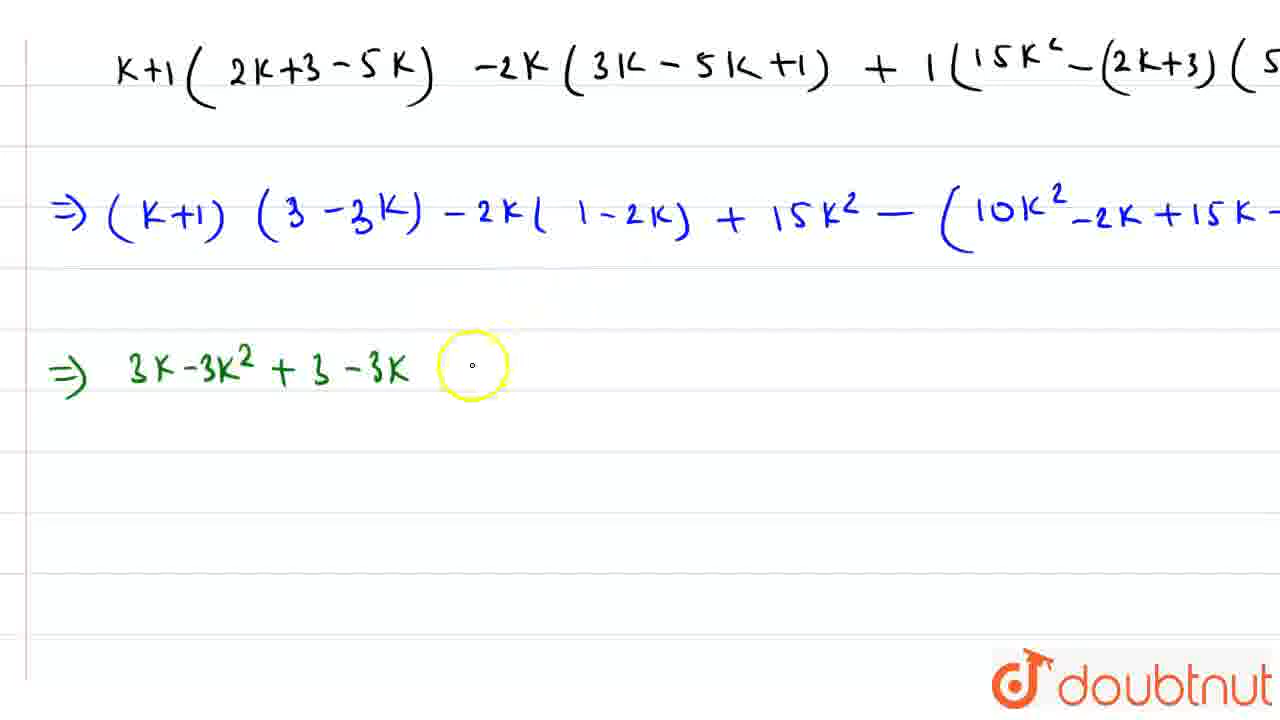 K+1(2K+3-5K) -2K(3K-5K+1) + 1(15K² -(2K+3)(5
⇒ (K+1) (3-3K) - 2K( 1-2K) + 15K² - (10K² -2K+15K-
⇒ 3K-3K² + 3 - 3K
doubtnut